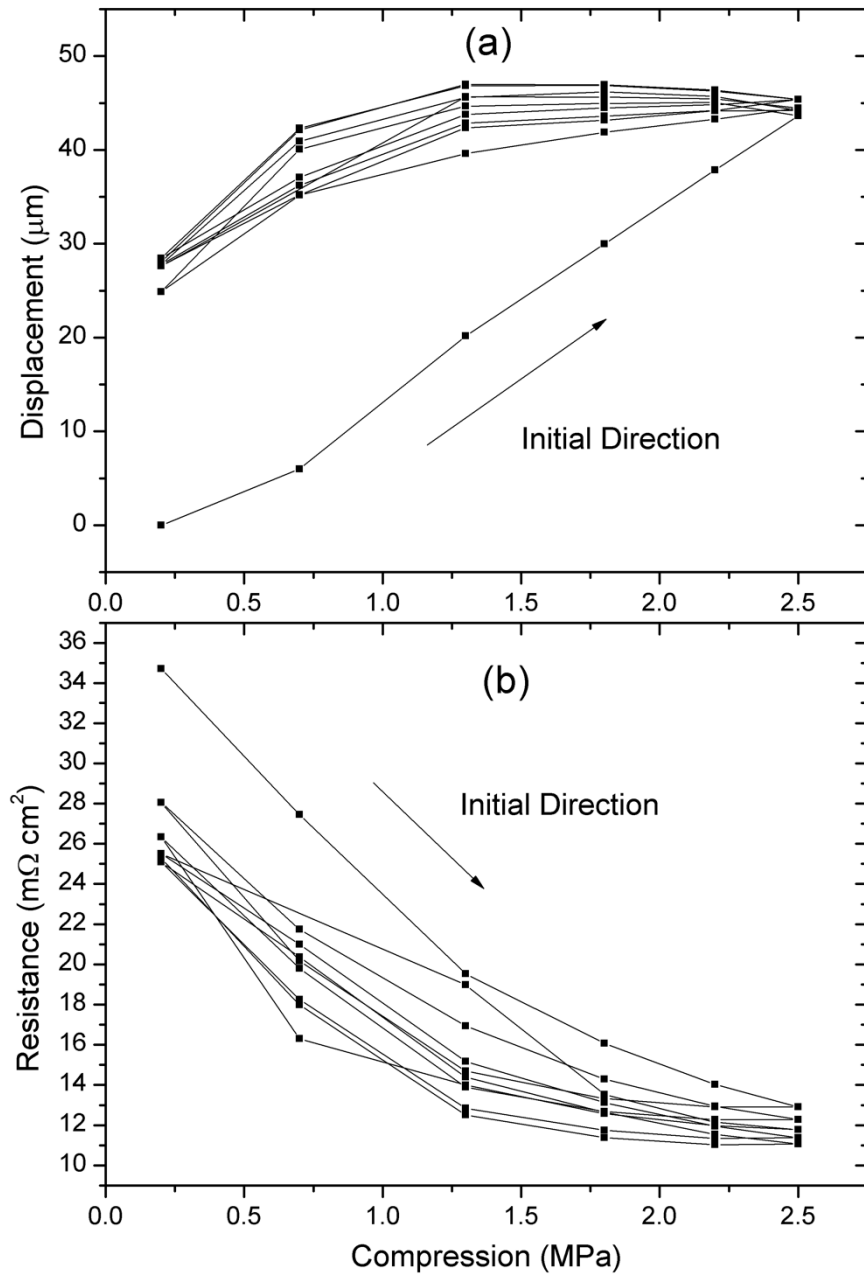 (a)
50
40
30
20
10
0
Displacement (μm)
Initial Direction
0.0 0.5 1.0 1.5 2.0 2.5
(b)
36
34
32
30
28
26
24
22
20
18
16
14
12
10
Resistance (mΩ cm²)
Initial Direction
0.0 0.5 1.0 1.5 2.0 2.5
Compression (MPa)